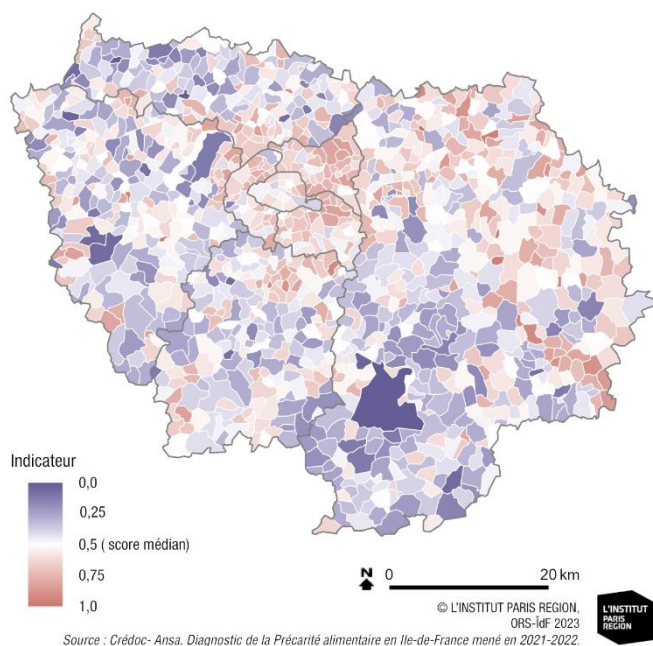 Indicateur
0,0
0,25
0,5 ( score médian)
0,75
1,0
N
0 20 km
© L'INSTITUT PARIS REGION,
ORS-ÎdF 2023
L'INSTITUT
PARIS
REGION
Source : Crédoc- Ansa. Diagnostic de la Précarité alimentaire en Ile-de-France mené en 2021-2022.